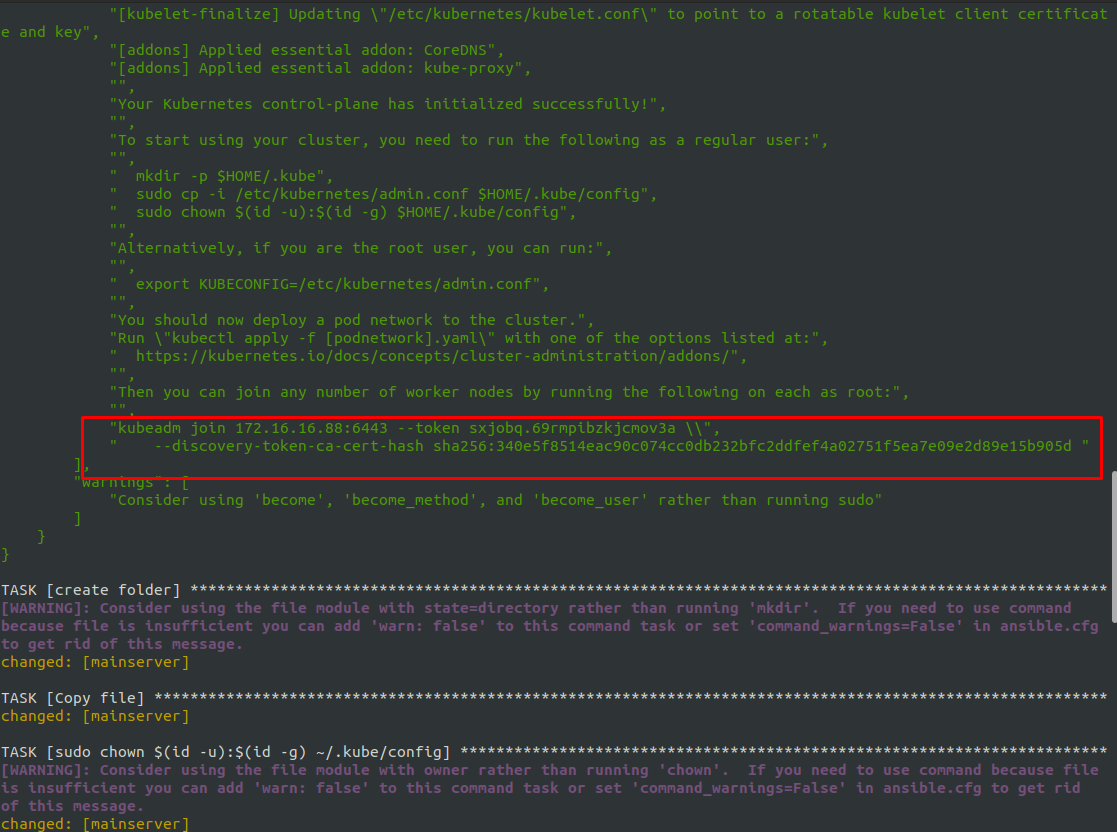 "[kubelet-finalize] Updating \"/etc/kubernetes/kubelet.conf\" to point to a rotatable kubelet client certificat
e and key",
"[addons] Applied essential addon: CoreDNS",
"[addons] Applied essential addon: kube-proxy",
"",
"Your Kubernetes control-plane has initialized successfully!",
"",
"To start using your cluster, you need to run the following as a regular user:",
"",
"  mkdir -p $HOME/.kube",
"  sudo cp -i /etc/kubernetes/admin.conf $HOME/.kube/config",
"  sudo chown $(id -u):$(id -g) $HOME/.kube/config",
"",
"Alternatively, if you are the root user, you can run:",
"",
"  export KUBECONFIG=/etc/kubernetes/admin.conf",
"",
"You should now deploy a pod network to the cluster.",
"Run \"kubectl apply -f [podnetwork].yaml\" with one of the options listed at:",
"  https://kubernetes.io/docs/concepts/cluster-administration/addons/",
"",
"Then you can join any number of worker nodes by running the following on each as root:",
"",
"kubeadm join 172.16.16.88:6443 --token sxjobq.69rmpibzkjcmov3a \\",
"    --discovery-token-ca-cert-hash sha256:340e5f8514eac90c074cc0db232bfc2ddfef4a02751f5ea7e09e2d89e15b905d "
],
"warnings": [
"Consider using 'become', 'become_method', and 'become_user' rather than running sudo"
]
}
}
TASK [create folder] ******************************************************************************************************
[WARNING]: Consider using the file module with state=directory rather than running 'mkdir'.  If you need to use command
because file is insufficient you can add 'warn: false' to this command task or set 'command_warnings=False' in ansible.cfg
to get rid of this message.
changed: [mainserver]
TASK [Copy file] **********************************************************************************************************
changed: [mainserver]
TASK [sudo chown $(id -u):$(id -g) ~/.kube/config] ************************************************************************
[WARNING]: Consider using the file module with owner rather than running 'chown'.  If you need to use command because file
is insufficient you can add 'warn: false' to this command task or set 'command_warnings=False' in ansible.cfg to get rid
of this message.
changed: [mainserver]